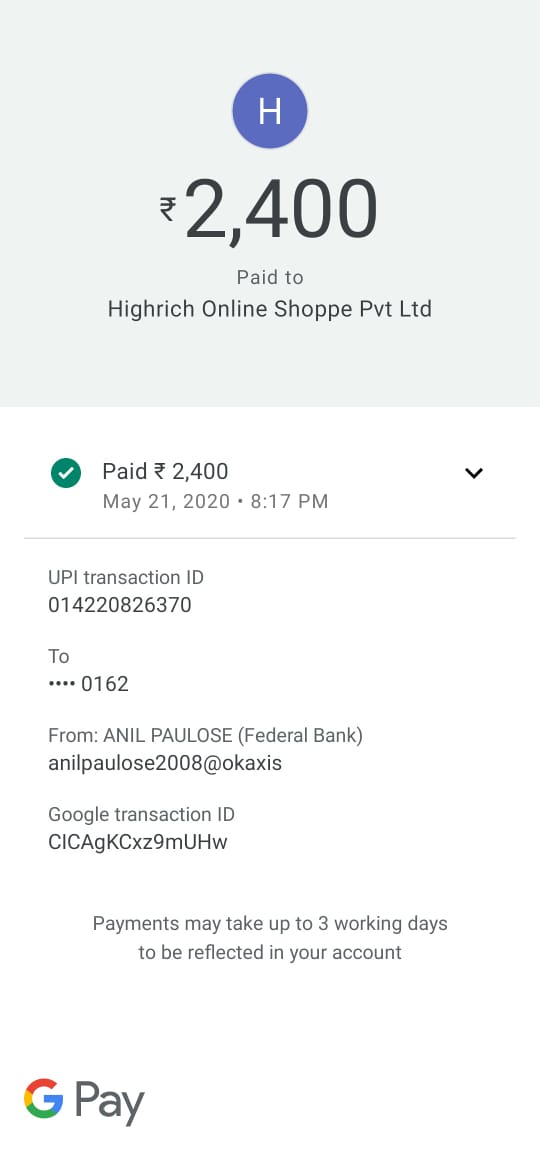 H
₹2,400
Paid to
Highrich Online Shoppe Pvt Ltd
Paid ₹ 2,400
May 21, 2020 • 8:17 PM
UPI transaction ID
014220826370
To
•••• 0162
From: ANIL PAULOSE (Federal Bank)
anilpaulose2008@okaxis
Google transaction ID
CICAgKCxz9mUHw
Payments may take up to 3 working days
to be reflected in your account
G Pay